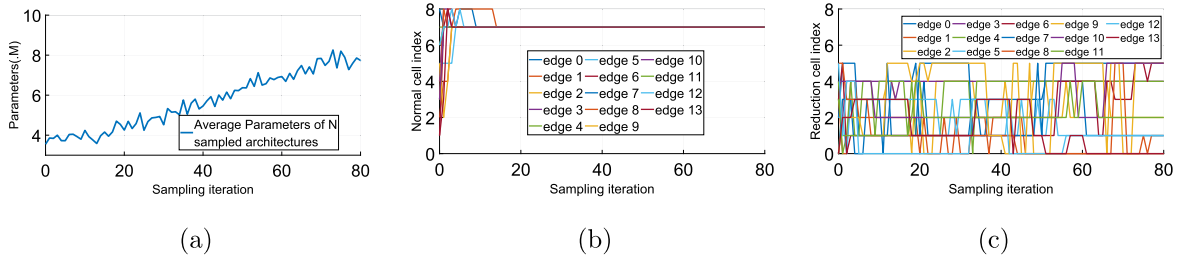 10
8
6
4
0
20
40
60
80
Parameters(.M)
Sampling iteration
Average Parameters of N
sampled architectures
(a)
8
6
4
2
0
0
20
40
60
80
Normal cell index
Sampling iteration
edge 0 edge 5 edge 10
edge 1 edge 6 edge 11
edge 2 edge 7 edge 12
edge 3 edge 8 edge 13
edge 4 edge 9
(b)
8
6
4
2
0
0
20
40
60
80
Reduction cell index
Sampling iteration
edge 0 edge 3 edge 6 edge 9 edge 12
edge 1 edge 4 edge 7 edge 10 edge 13
edge 2 edge 5 edge 8 edge 11
(c)